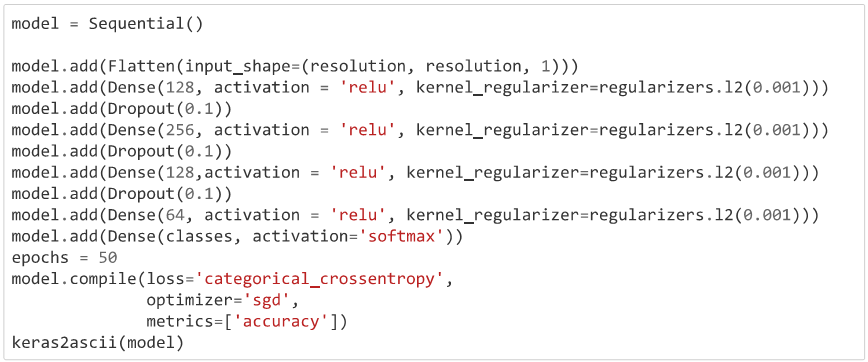 model = Sequential()
model.add(Flatten(input_shape=(resolution, resolution, 1)))
model.add(Dense(128, activation = 'relu', kernel_regularizer=regularizers.l2(0.001)))
model.add(Dropout(0.1))
model.add(Dense(256, activation = 'relu', kernel_regularizer=regularizers.l2(0.001)))
model.add(Dropout(0.1))
model.add(Dense(128,activation = 'relu', kernel_regularizer=regularizers.l2(0.001)))
model.add(Dropout(0.1))
model.add(Dense(64, activation = 'relu', kernel_regularizer=regularizers.l2(0.001)))
model.add(Dense(classes, activation='softmax'))
epochs = 50
model.compile(loss='categorical_crossentropy',
              optimizer='sgd',
              metrics=['accuracy'])
keras2ascii(model)